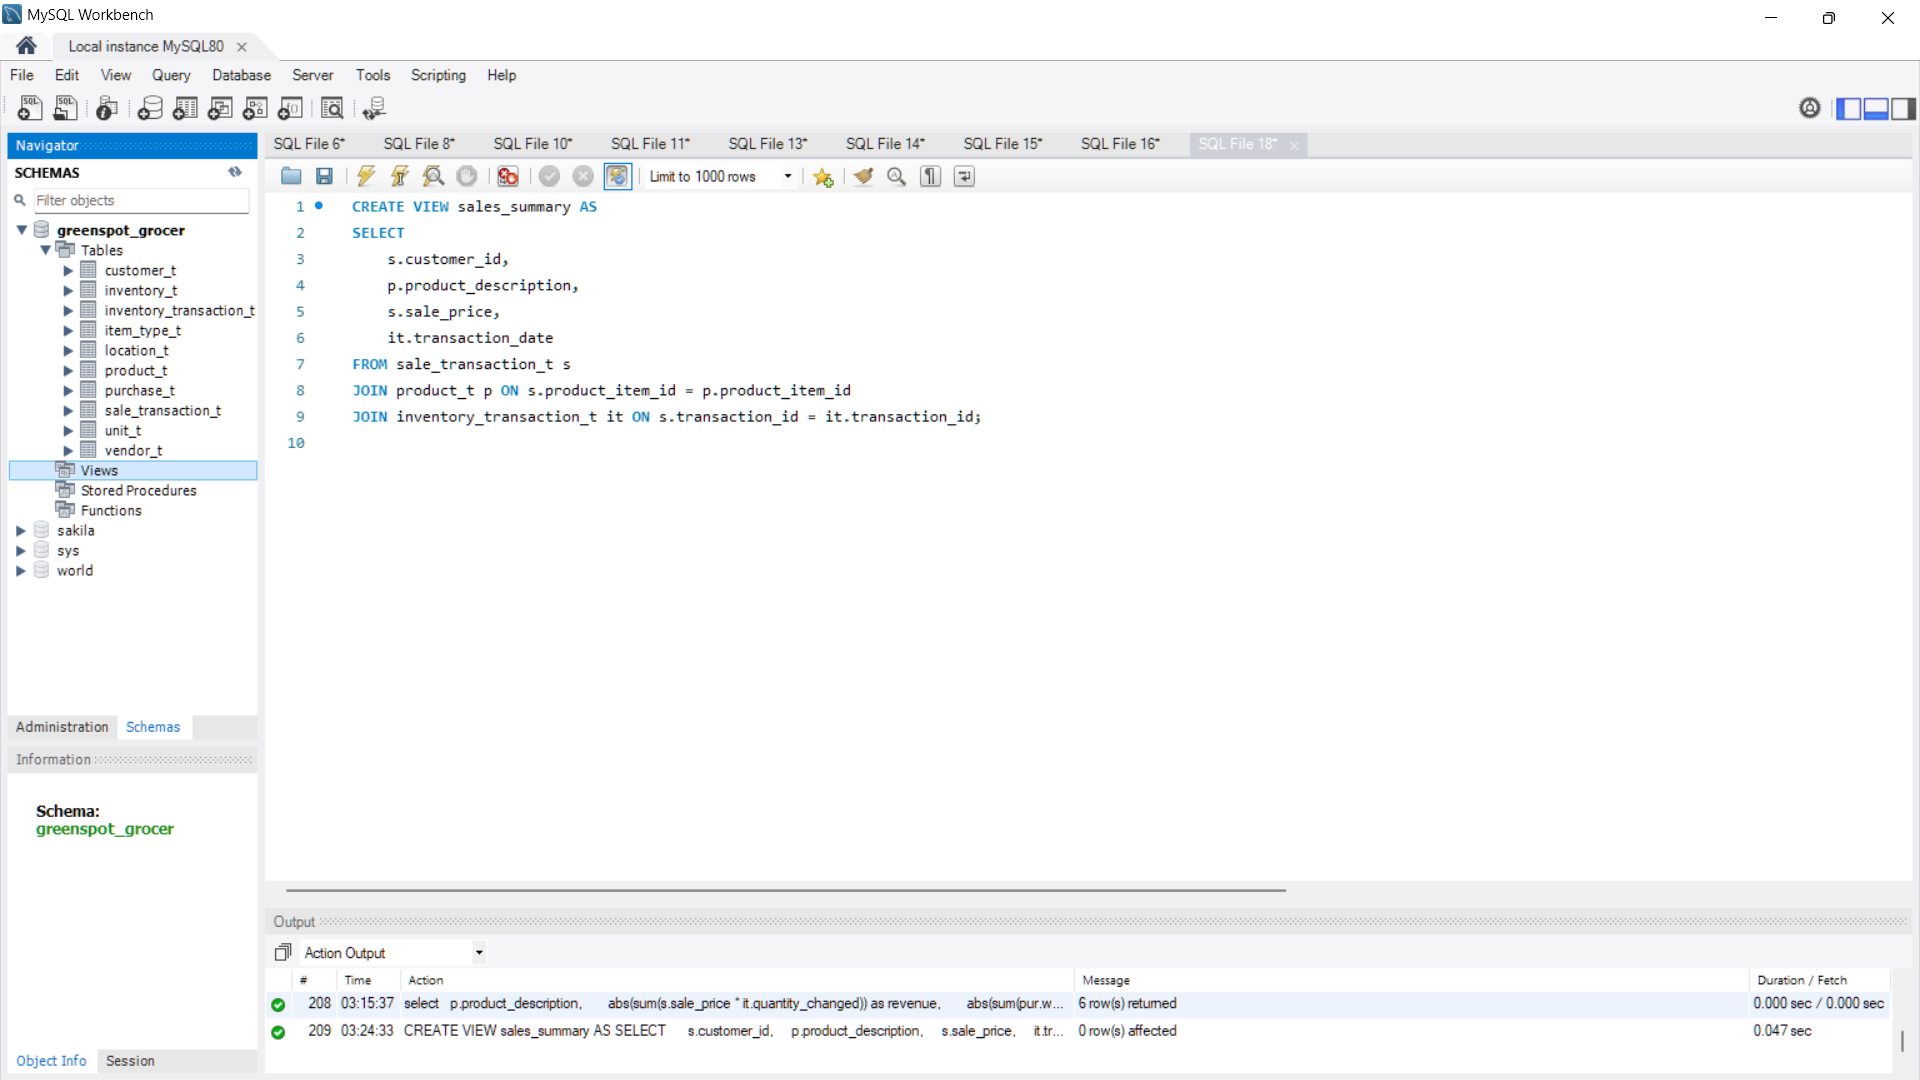 MySQL Workbench
Local instance MySQL80
File Edit View Query Database Server Tools Scripting Help
Navigator
SCHEMAS
Filter objects
greenspot_grocer
Tables
customer_t
inventory_t
inventory_transaction_t
item_type_t
location_t
product_t
purchase_t
sale_transaction_t
unit_t
vendor_t
Views
Stored Procedures
Functions
sakila
sys
world
Administration Schemas
Information
Schema:
greenspot_grocer
Object Info Session
SQL File 6* SQL File 8* SQL File 10* SQL File 11* SQL File 13* SQL File 14* SQL File 15* SQL File 16* SQL File 18*
Limit to 1000 rows
1 CREATE VIEW sales_summary AS
2 SELECT
3 s.customer_id,
4 p.product_description,
5 s.sale_price,
6 it.transaction_date
7 FROM sale_transaction_t s
8 JOIN product_t p ON s.product_item_id = p.product_item_id
9 JOIN inventory_transaction_t it ON s.transaction_id = it.transaction_id;
10
Output
Action Output
# Time Action Message Duration / Fetch
208 03:15:37 select p.product_description, abs(sum(s.sale_price * it.quantity_changed)) as revenue, abs(sum(pur.w... 6 row(s) returned 0.000 sec / 0.000 sec
209 03:24:33 CREATE VIEW sales_summary AS SELECT s.customer_id, p.product_description, s.sale_price, it.tr... 0 row(s) affected 0.047 sec